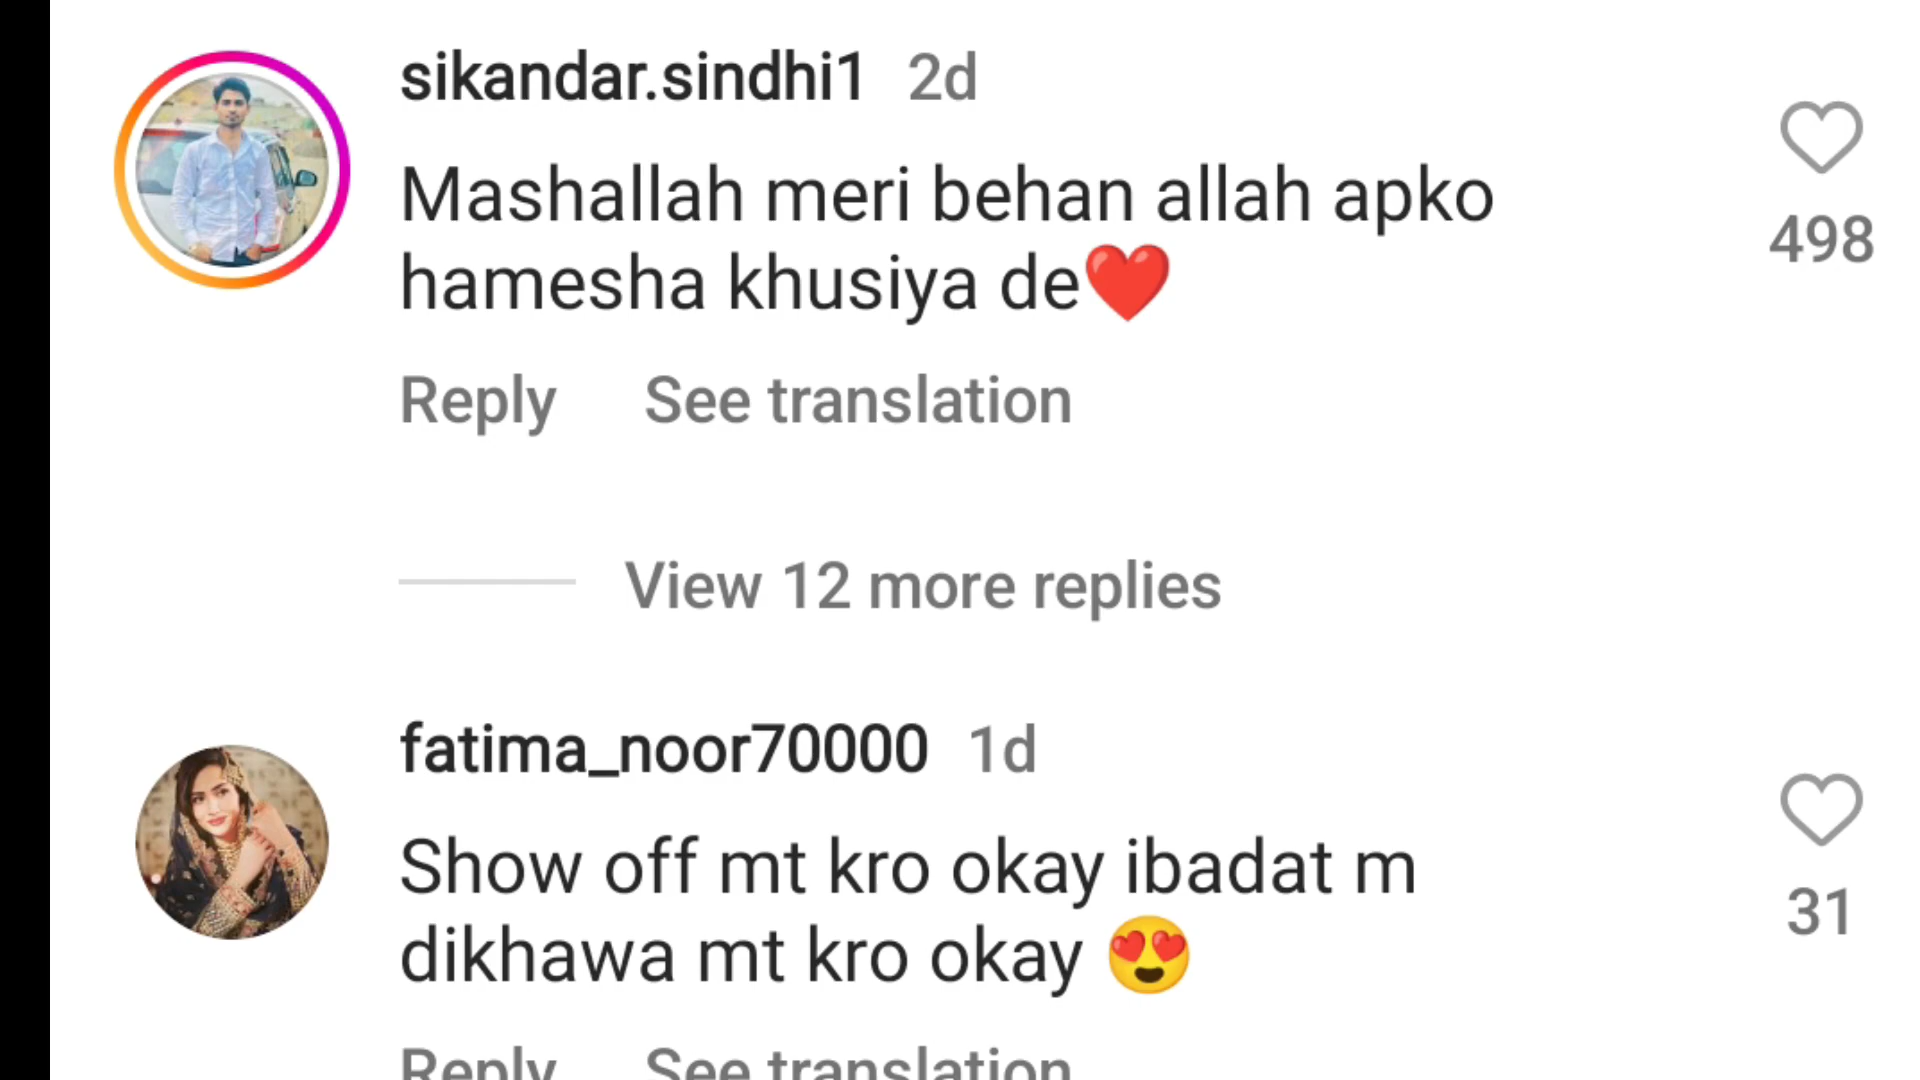 sikandar.sindhi1 2d
Mashallah meri behan allah apko
hamesha khusiya de❤️
498
Reply See translation
View 12 more replies
fatima_noor70000 1d
Show off mt kro okay ibadat m
dikhawa mt kro okay 😍
31
Reply See translation